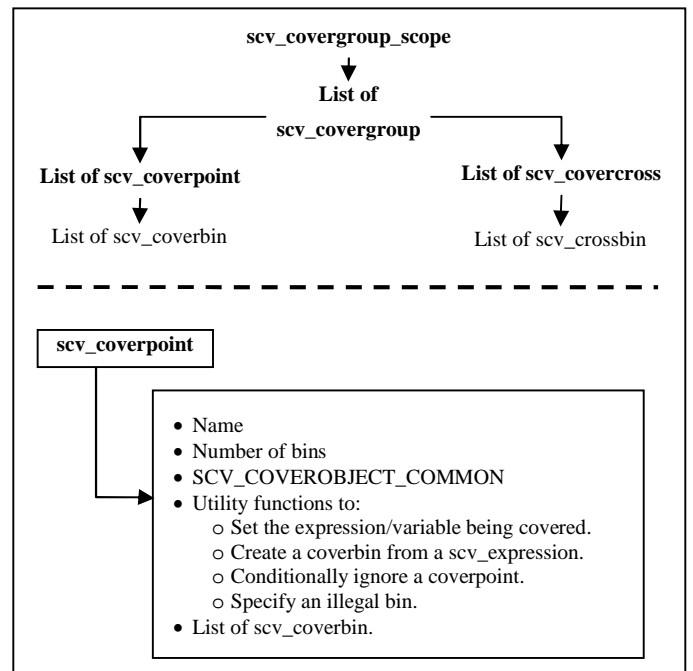 scv_covergroup_scope
List of
scv_covergroup
List of scv_coverpoint
List of scv_covercross
List of scv_coverbin
List of scv_crossbin
scv_coverpoint
• Name
• Number of bins
• SCV_COVEROBJECT_COMMON
• Utility functions to:
o Set the expression/variable being covered.
o Create a coverbin from a scv_expression.
o Conditionally ignore a coverpoint.
o Specify an illegal bin.
• List of scv_coverbin.